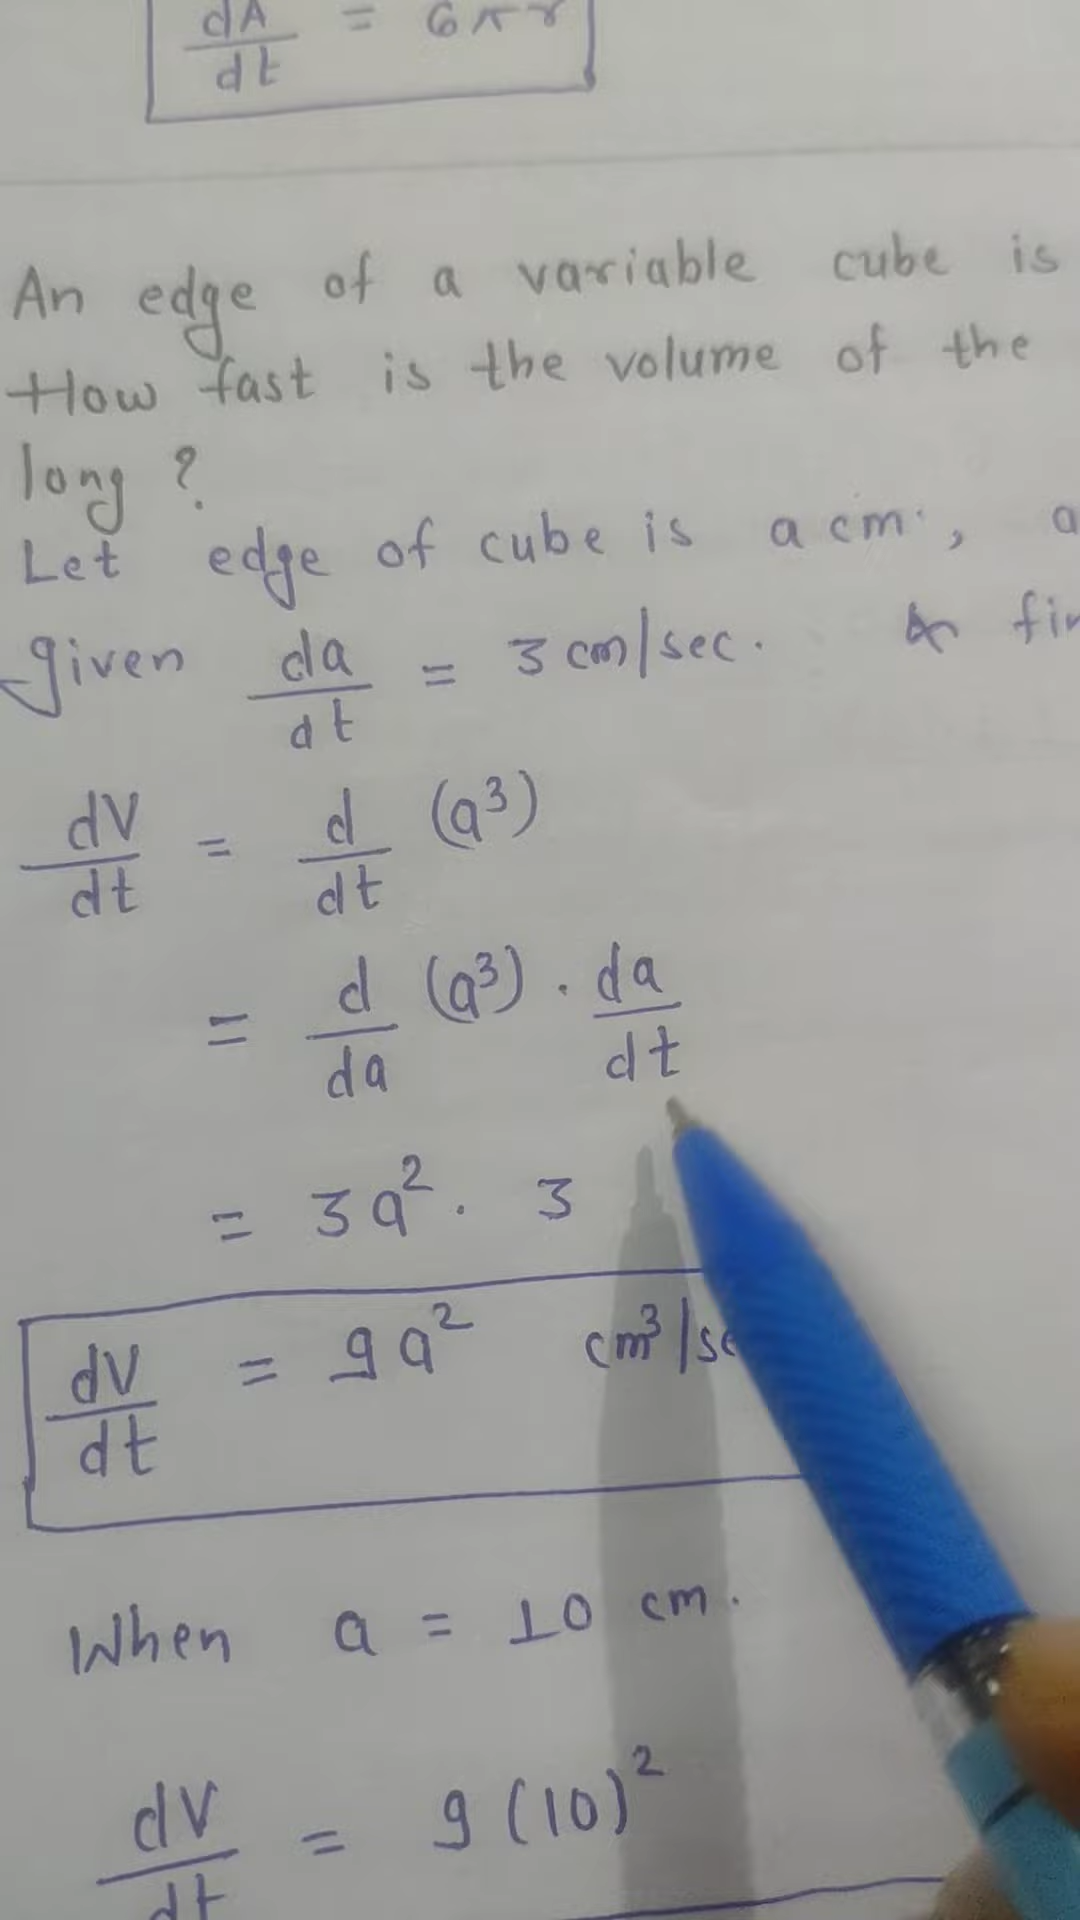 dA/dt = 6πr
An edge of a variable cube is
How fast is the volume of the
long ?
Let edge of cube is a cm., a
given da/dt = 3 cm/sec.
dV/dt = d/dt (a³)
= d/da (a³) . da/dt
= 3a² . 3
dV/dt = 9a² cm³/se
When a = 10 cm.
dV/dt = 9(10)²